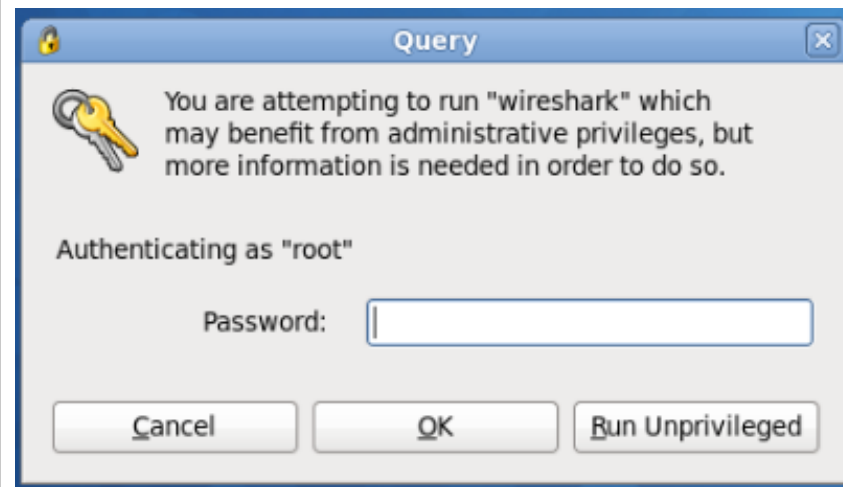 Query
You are attempting to run "wireshark" which
may benefit from administrative privileges, but
more information is needed in order to do so.
Authenticating as "root"
Password:
Cancel OK Run Unprivileged